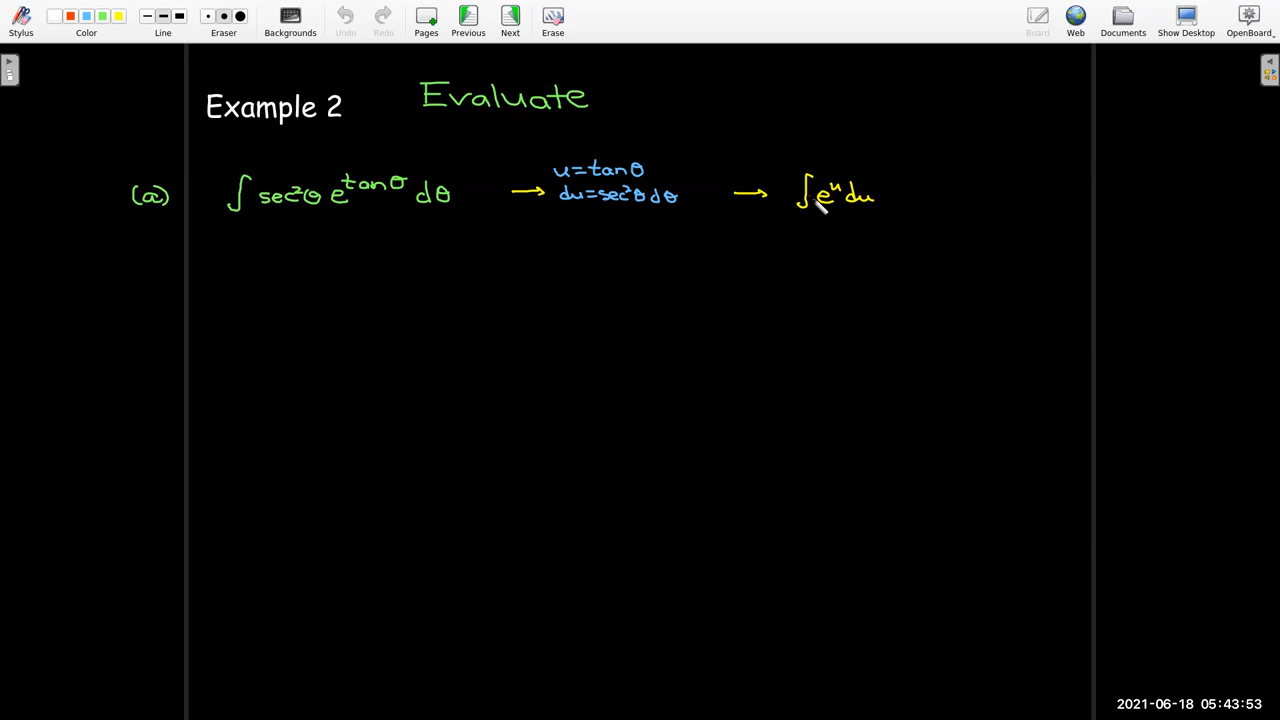 Stylus Color Line Eraser Backgrounds Undo Redo Pages Previous Next Erase Board Web Documents Show Desktop OpenBoard
Example 2 Evaluate
(a) ∫ sec²θ e^{tanθ} dθ → u=tanθ → ∫e^u du
du=sec²θ dθ
2021-06-18 05:43:53